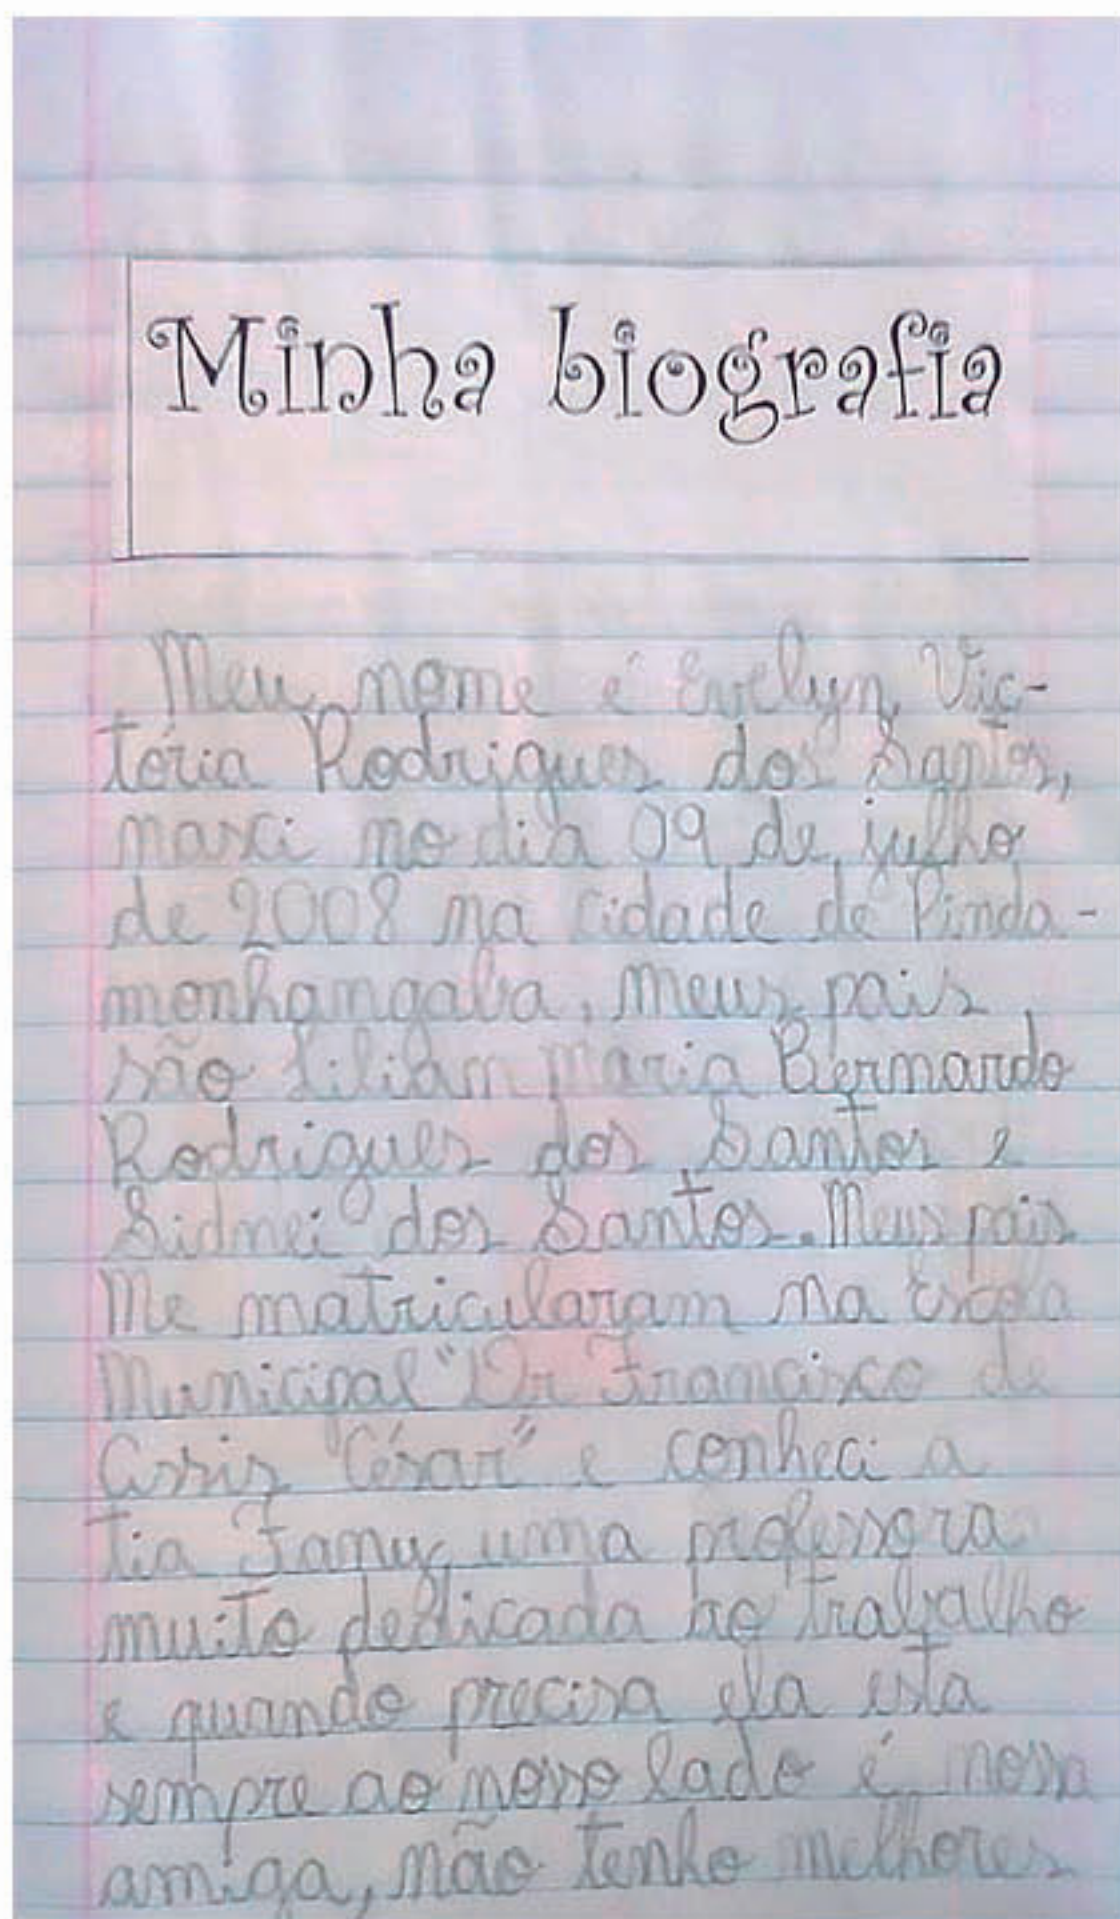 Minha biografia
Meu nome é Evelyn Vic-
tória Rodrigues dos Santos,
nasci no dia 09 de julho
de 2008 na cidade de Pinda-
monhangaba, meus pais
são Lilian Maria Bernardo
Rodrigues dos Santos e
Sidnei dos Santos. Meus pais
me matricularam na Escola
Municipal "Dr Francisco de
Assis César" e conheci a
tia Fany, uma professora
muito dedicada ao trabalho
e quando precisa ela esta
sempre ao nosso lado é nossa
amiga, não tenho melhores